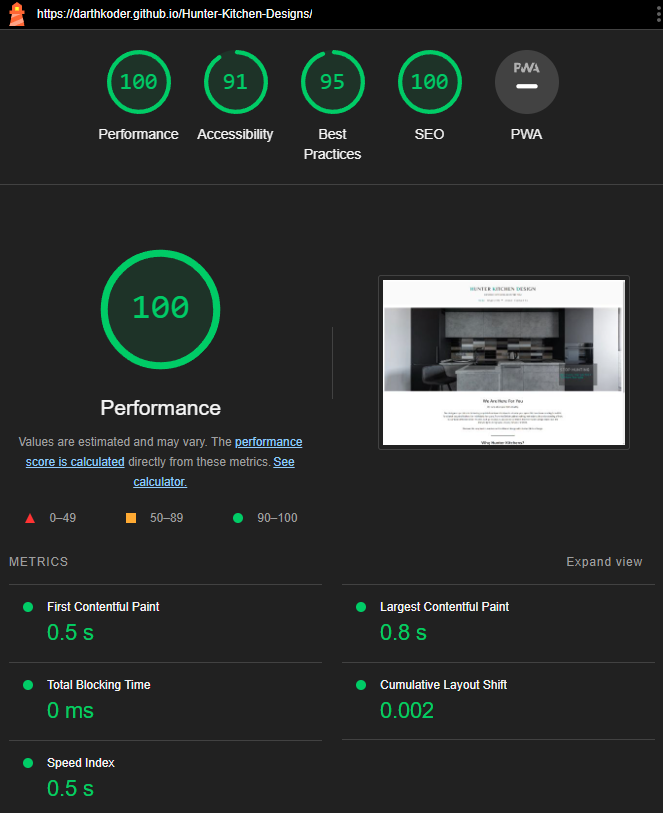 https://darthkoder.github.io/Hunter-Kitchen-Designs/
100
91
95
100
PWA
Performance
Accessibility
Best
Practices
SEO
PWA
100
Performance
Values are estimated and may vary. The performance
score is calculated directly from these metrics. See
calculator.
0–49
50–89
90–100
HUNTER KITCHEN DESIGN
STOP HUNTING
We Are Here For You
Why Hunter Kitchens?
METRICS
Expand view
First Contentful Paint
0.5 s
Largest Contentful Paint
0.8 s
Total Blocking Time
0 ms
Cumulative Layout Shift
0.002
Speed Index
0.5 s